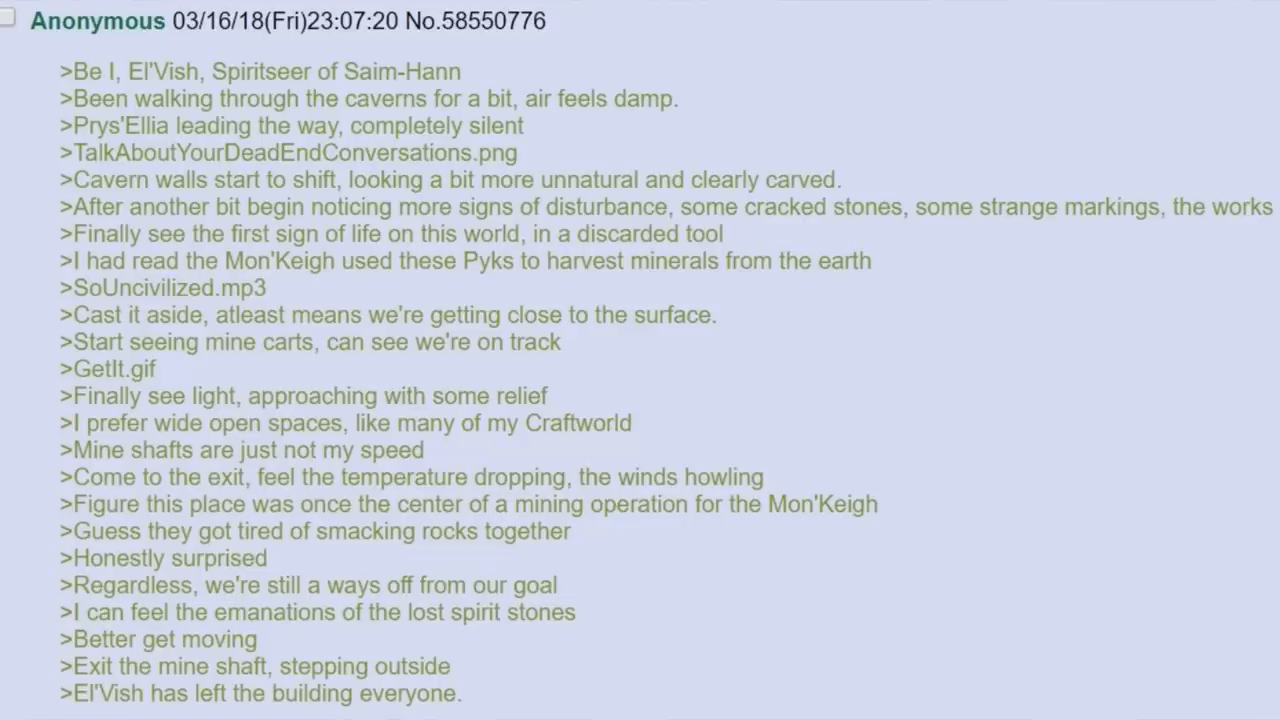 Anonymous 03/16/18(Fri)23:07:20 No.58550776
>Be I, El'Vish, Spiritseer of Saim-Hann
>Been walking through the caverns for a bit, air feels damp.
>Prys'Ellia leading the way, completely silent
>TalkAboutYourDeadEndConversations.png
>Cavern walls start to shift, looking a bit more unnatural and clearly carved.
>After another bit begin noticing more signs of disturbance, some cracked stones, some strange markings, the works
>Finally see the first sign of life on this world, in a discarded tool
>I had read the Mon'Keigh used these Pyks to harvest minerals from the earth
>SoUncivilized.mp3
>Cast it aside, atleast means we're getting close to the surface.
>Start seeing mine carts, can see we're on track
>GetIt.gif
>Finally see light, approaching with some relief
>I prefer wide open spaces, like many of my Craftworld
>Mine shafts are just not my speed
>Come to the exit, feel the temperature dropping, the winds howling
>Figure this place was once the center of a mining operation for the Mon'Keigh
>Guess they got tired of smacking rocks together
>Honestly surprised
>Regardless, we're still a ways off from our goal
>I can feel the emanations of the lost spirit stones
>Better get moving
>Exit the mine shaft, stepping outside
>El'Vish has left the building everyone.